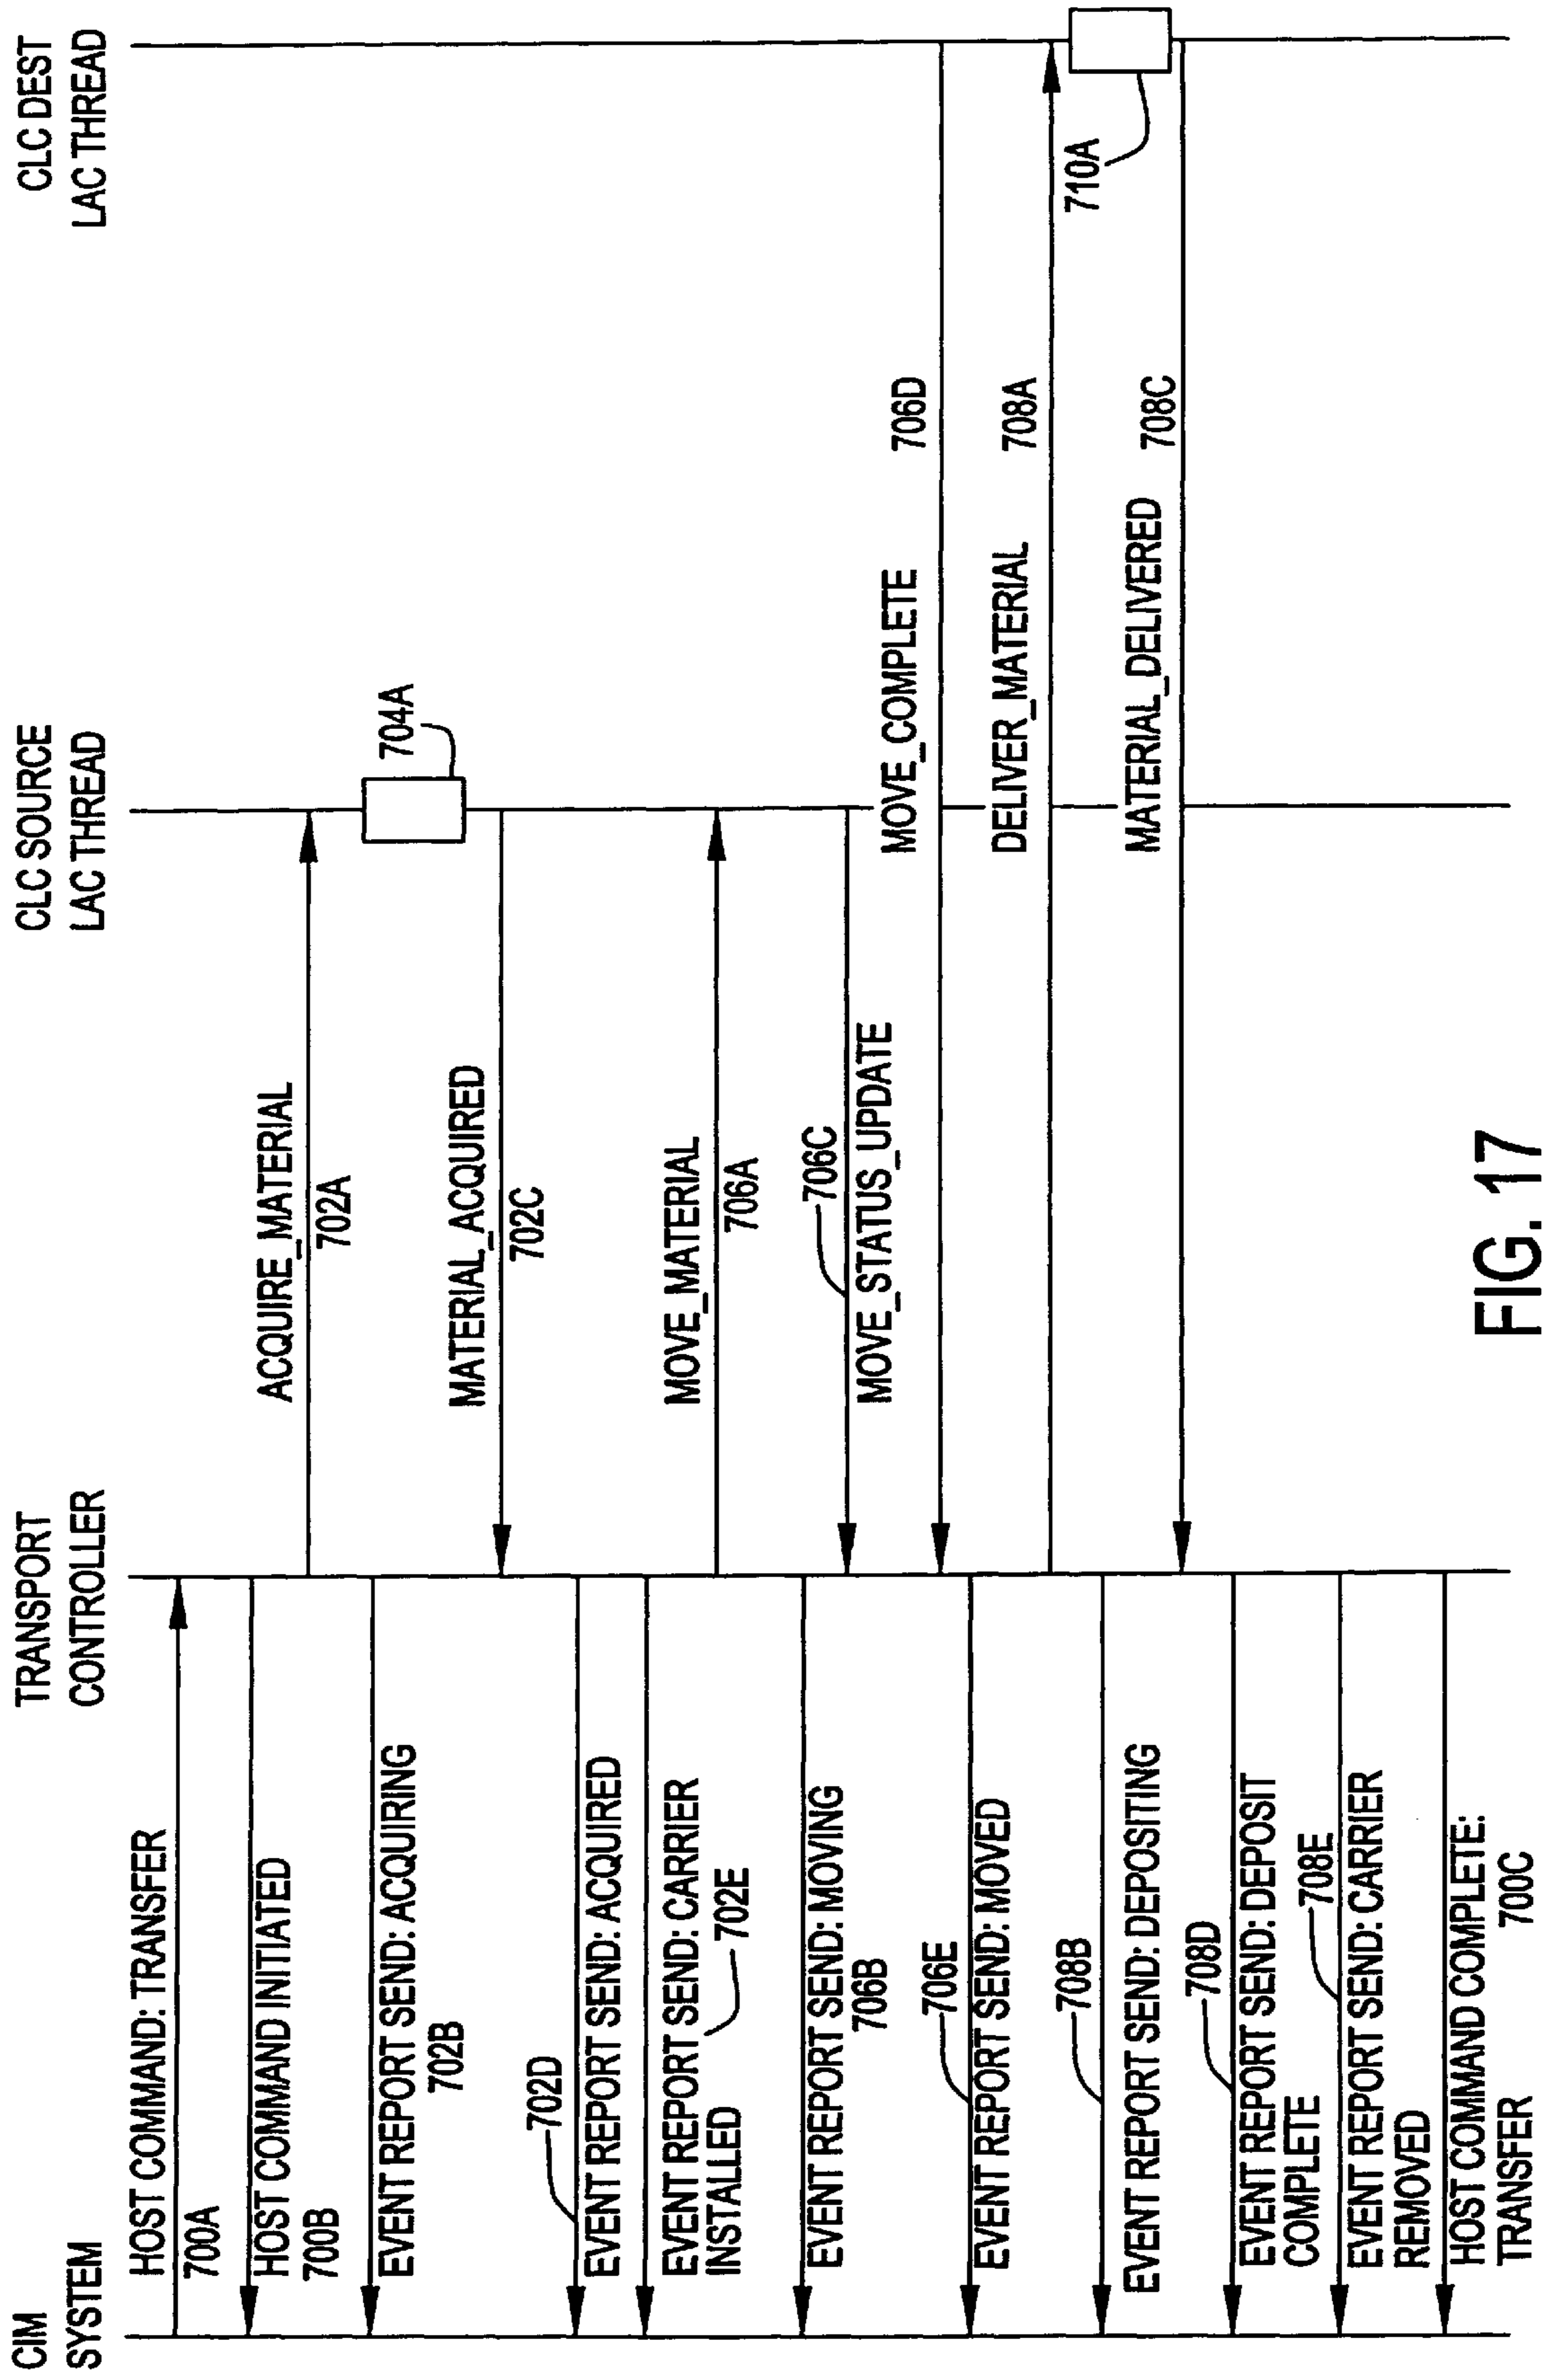 CIM
SYSTEM
TRANSPORT
CONTROLLER
CLC SOURCE
LAC THREAD
CLC DEST
LAC THREAD
HOST COMMAND: TRANSFER
700A
HOST COMMAND INITIATED
700B
ACQUIRE_MATERIAL
702A
EVENT REPORT SEND: ACQUIRING
702B
704A
MATERIAL_ACQUIRED
702C
702D
EVENT REPORT SEND: ACQUIRED
EVENT REPORT SEND: CARRIER
INSTALLED
702E
MOVE_MATERIAL
706A
EVENT REPORT SEND: MOVING
706B
706C
MOVE_STATUS_UPDATE
MOVE_COMPLETE
706D
706E
EVENT REPORT SEND: MOVED
DELIVER_MATERIAL
708A
708B
EVENT REPORT SEND: DEPOSITING
710A
MATERIAL_DELIVERED
708C
708D
EVENT REPORT SEND: DEPOSIT
COMPLETE
708E
EVENT REPORT SEND: CARRIER
REMOVED
HOST COMMAND COMPLETE:
TRANSFER
700C
FIG. 17